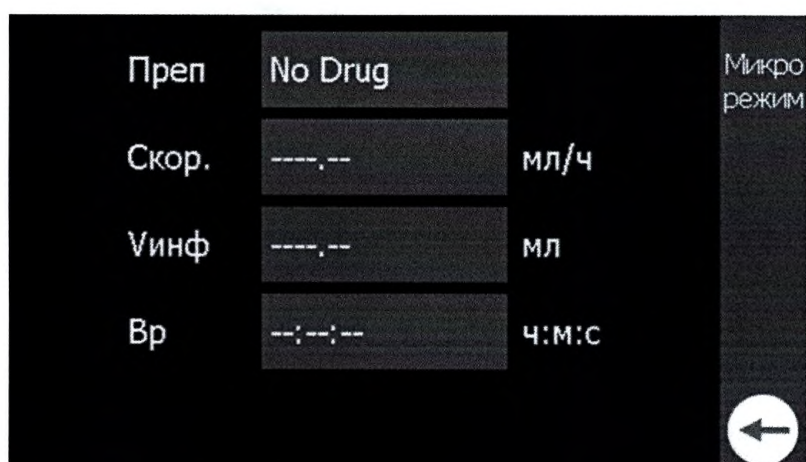 Преп No Drug
Микро
режим
Скор. ----.-- мл/ч
Vинф ----.-- мл
Вр --:--:-- ч:м:с